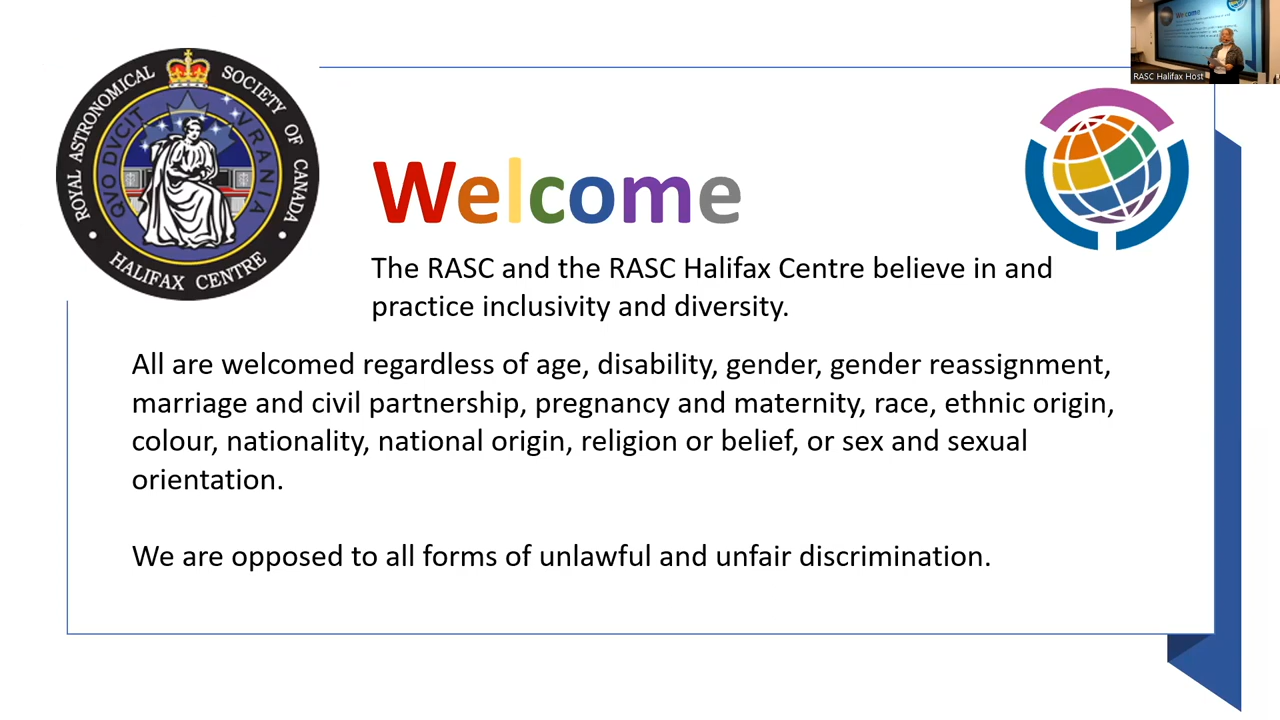 ROYAL ASTRONOMICAL SOCIETY OF CANADA
QVO DVCIT VRANIA
• HALIFAX CENTRE •
RASC Halifax Host
Welcome
The RASC and the RASC Halifax Centre believe in and
practice inclusivity and diversity.
All are welcomed regardless of age, disability, gender, gender reassignment,
marriage and civil partnership, pregnancy and maternity, race, ethnic origin,
colour, nationality, national origin, religion or belief, or sex and sexual
orientation.
We are opposed to all forms of unlawful and unfair discrimination.